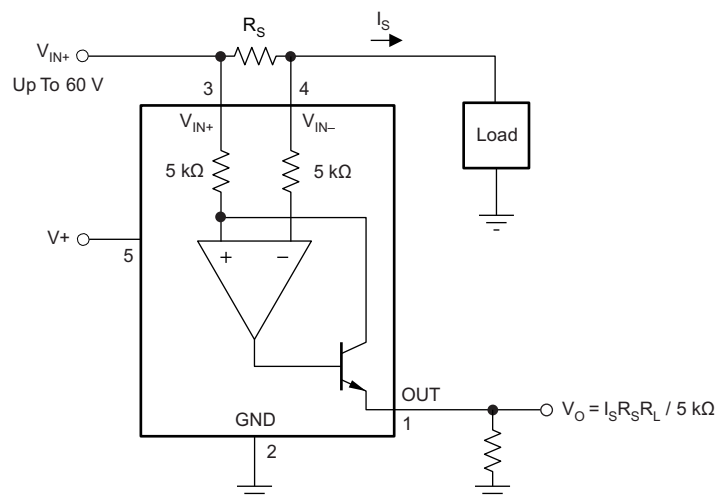 R_S
I_S
V_IN+
Up To 60 V
3
4
V_IN+
V_IN–
5 kΩ
5 kΩ
Load
V+
5
+
–
OUT
1
V_O = I_S R_S R_L / 5 kΩ
GND
2